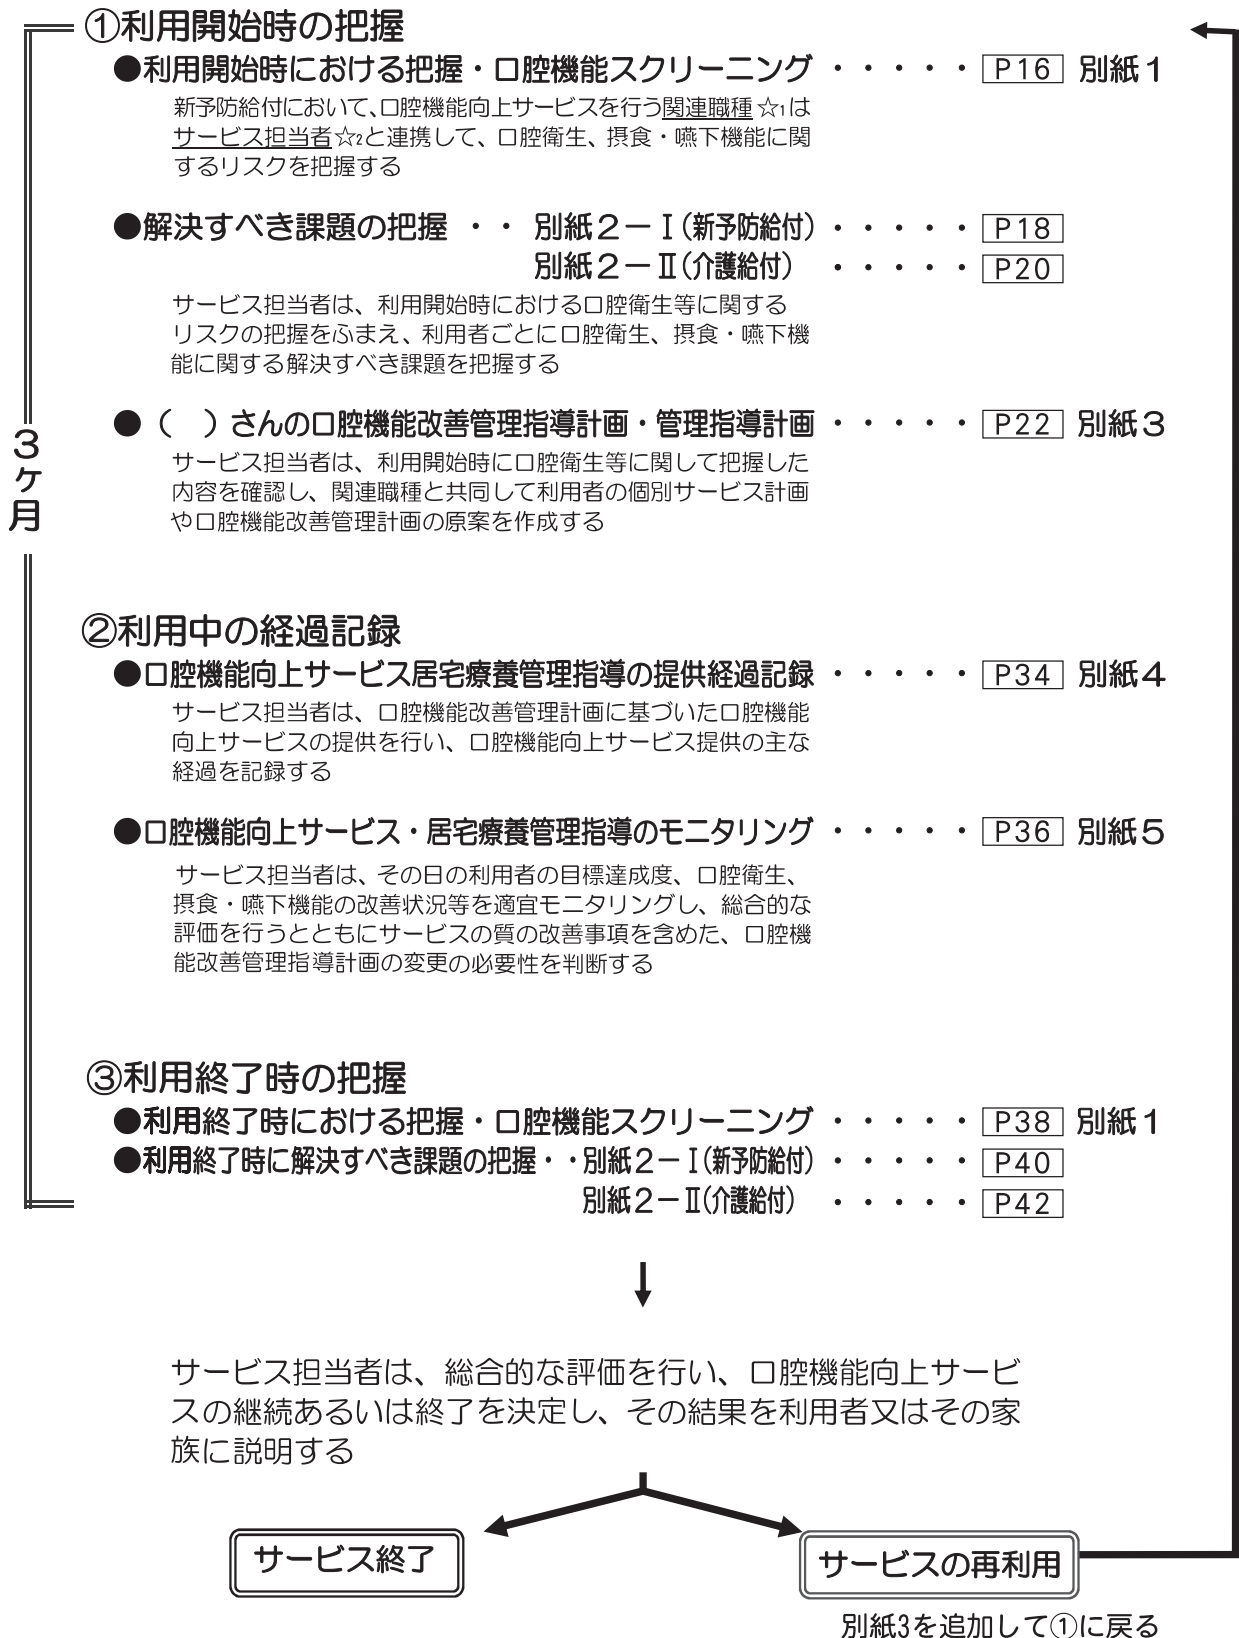 ①利用開始時の把握
●利用開始時における把握・口腔機能スクリーニング ・・・・・ P16 別紙1
新予防給付において、口腔機能向上サービスを行う関連職種☆1は
サービス担当者☆2と連携して、口腔衛生、摂食・嚥下機能に関
するリスクを把握する
●解決すべき課題の把握 ・・ 別紙2-Ⅰ(新予防給付)・・・・・ P18
別紙2-Ⅱ(介護給付) ・・・・・ P20
サービス担当者は、利用開始時における口腔衛生等に関する
リスクの把握をふまえ、利用者ごとに口腔衛生、摂食・嚥下機
能に関する解決すべき課題を把握する
●( )さんの口腔機能改善管理指導計画・管理指導計画 ・・・・・ P22 別紙3
サービス担当者は、利用開始時に口腔衛生等に関して把握した
内容を確認し、関連職種と共同して利用者の個別サービス計画
や口腔機能改善管理計画の原案を作成する
3ヶ月
②利用中の経過記録
●口腔機能向上サービス居宅療養管理指導の提供経過記録 ・・・・・ P34 別紙4
サービス担当者は、口腔機能改善管理計画に基づいた口腔機能
向上サービスの提供を行い、口腔機能向上サービス提供の主な
経過を記録する
●口腔機能向上サービス・居宅療養管理指導のモニタリング ・・・・・ P36 別紙5
サービス担当者は、その日の利用者の目標達成度、口腔衛生、
摂食・嚥下機能の改善状況等を適宜モニタリングし、総合的な
評価を行うとともにサービスの質の改善事項を含めた、口腔機
能改善管理指導計画の変更の必要性を判断する
③利用終了時の把握
●利用終了時における把握・口腔機能スクリーニング ・・・・・ P38 別紙1
●利用終了時に解決すべき課題の把握・・別紙2-Ⅰ(新予防給付)・・・・・ P40
別紙2-Ⅱ(介護給付) ・・・・・ P42
サービス担当者は、総合的な評価を行い、口腔機能向上サービ
スの継続あるいは終了を決定し、その結果を利用者又はその家
族に説明する
サービス終了
サービスの再利用
別紙3を追加して①に戻る